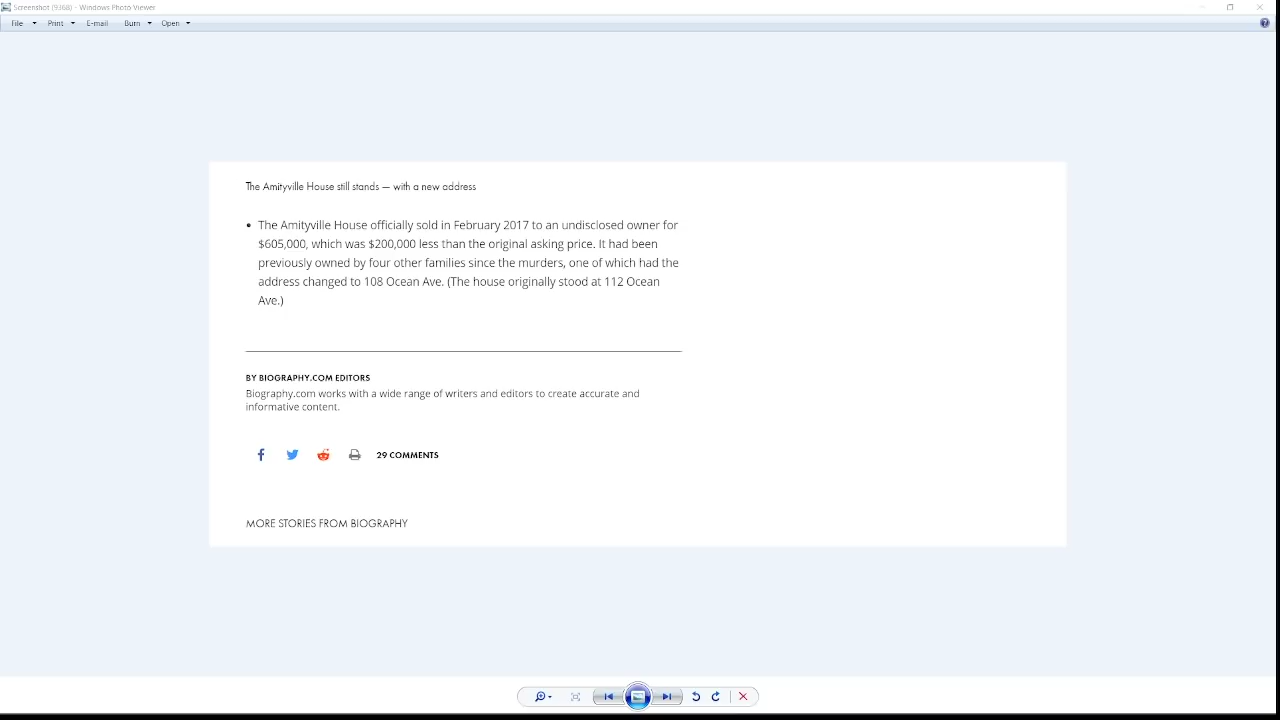 Screenshot (9368) - Windows Photo Viewer
File Print E-mail Burn Open
The Amityville House still stands — with a new address
• The Amityville House officially sold in February 2017 to an undisclosed owner for
$605,000, which was $200,000 less than the original asking price. It had been
previously owned by four other families since the murders, one of which had the
address changed to 108 Ocean Ave. (The house originally stood at 112 Ocean
Ave.)
BY BIOGRAPHY.COM EDITORS
Biography.com works with a wide range of writers and editors to create accurate and
informative content.
29 COMMENTS
MORE STORIES FROM BIOGRAPHY